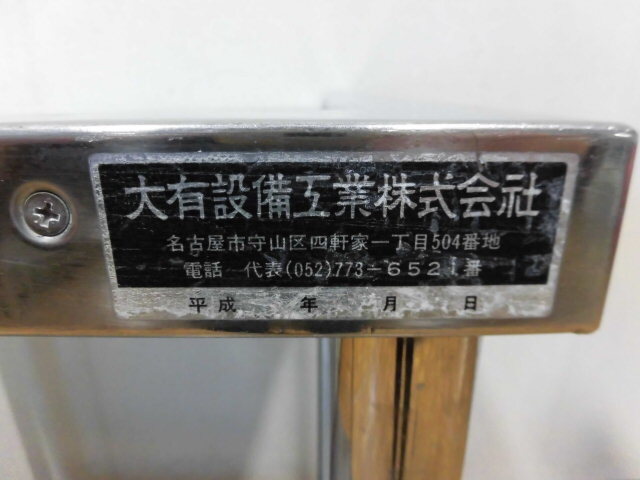 大有設備工業株式会社
名古屋市守山区四軒家一丁目504番地
電話 代表(052)773-6521番
平成 年 月 日